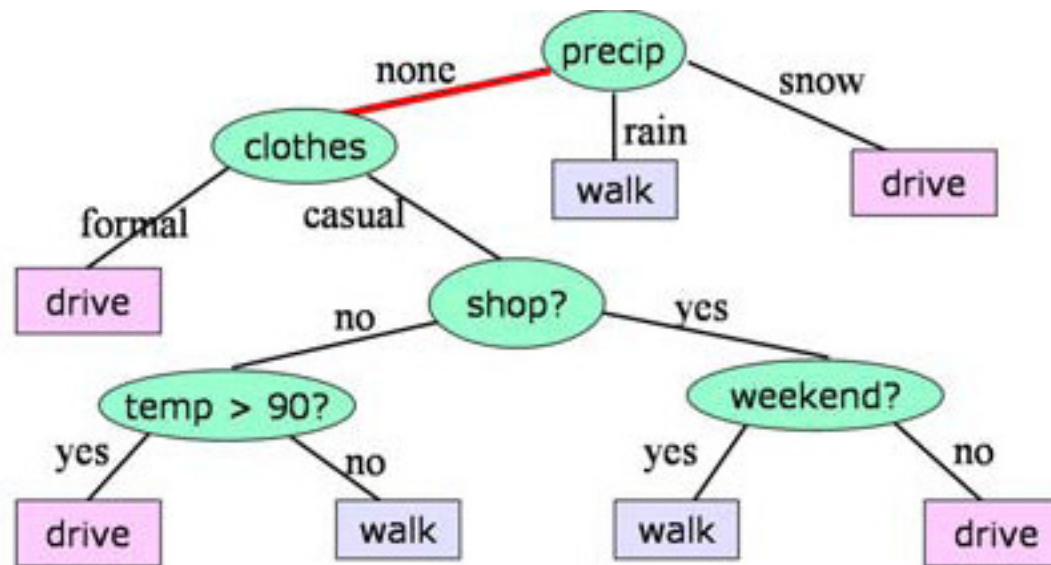 precip
none
snow
clothes
rain
walk
drive
formal
casual
drive
shop?
no
yes
temp > 90?
weekend?
yes
no
yes
no
drive
walk
walk
drive